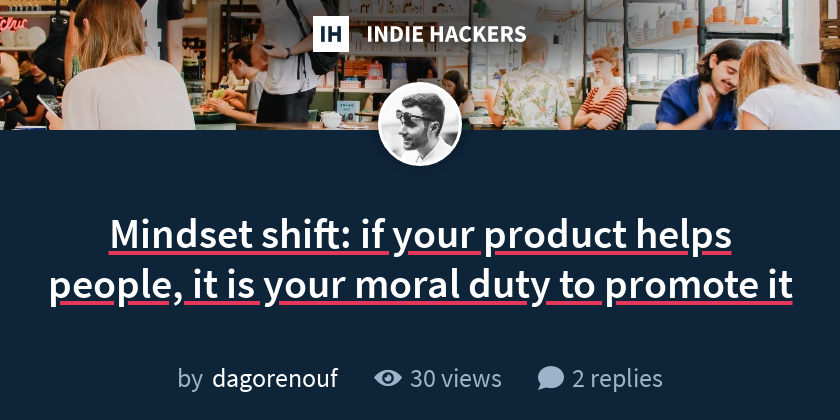 IH INDIE HACKERS
Mindset shift: if your product helps
people, it is your moral duty to promote it
by dagorenouf 30 views 2 replies